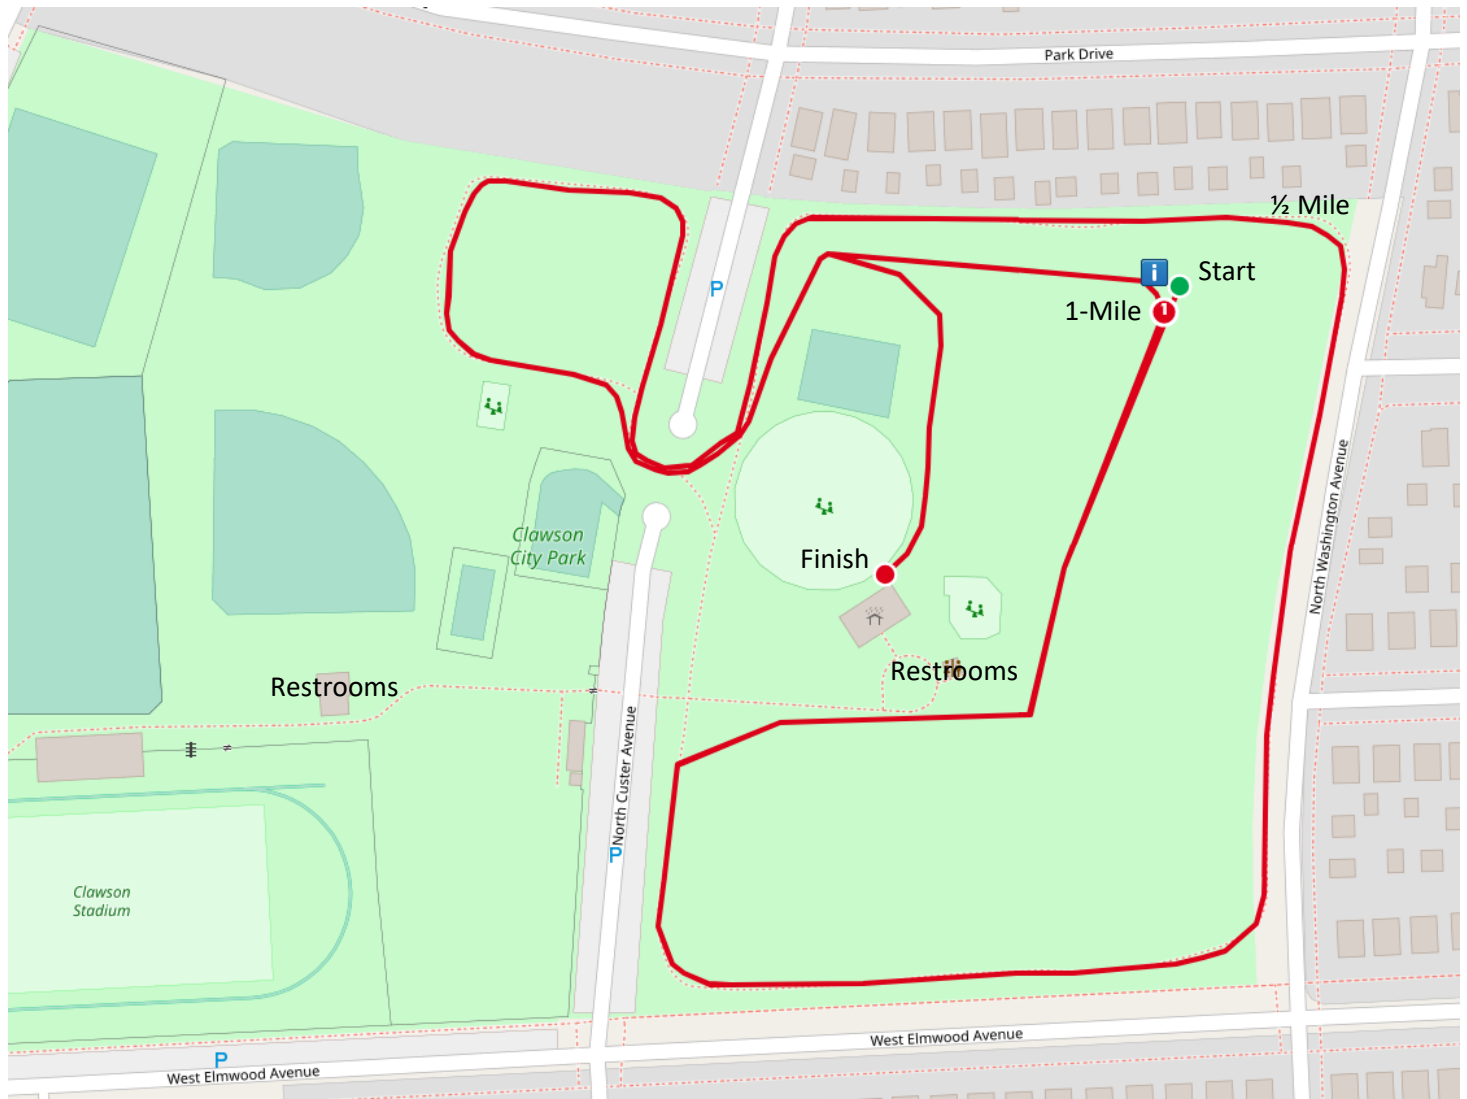 Park Drive
½ Mile
P
i
Start
1-Mile
1
North Washington Avenue
Clawson
City Park
Finish
Restrooms
Restrooms
North Custer Avenue
P
Clawson
Stadium
West Elmwood Avenue
P
West Elmwood Avenue